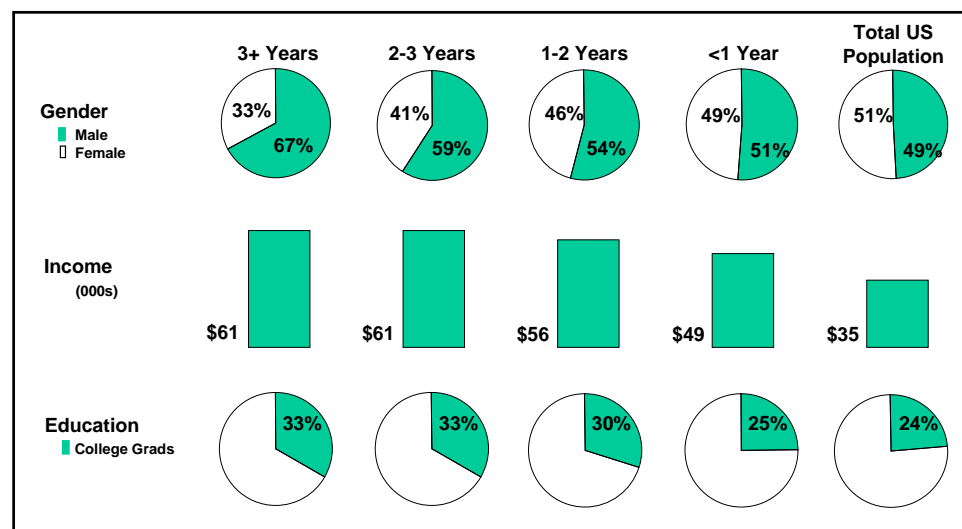 3+ Years
2-3 Years
1-2 Years
<1 Year
Total US
Population
Gender
Male
Female
33%
67%
41%
59%
46%
54%
49%
51%
51%
49%
Income
(000s)
$61
$61
$56
$49
$35
Education
College Grads
33%
33%
30%
25%
24%